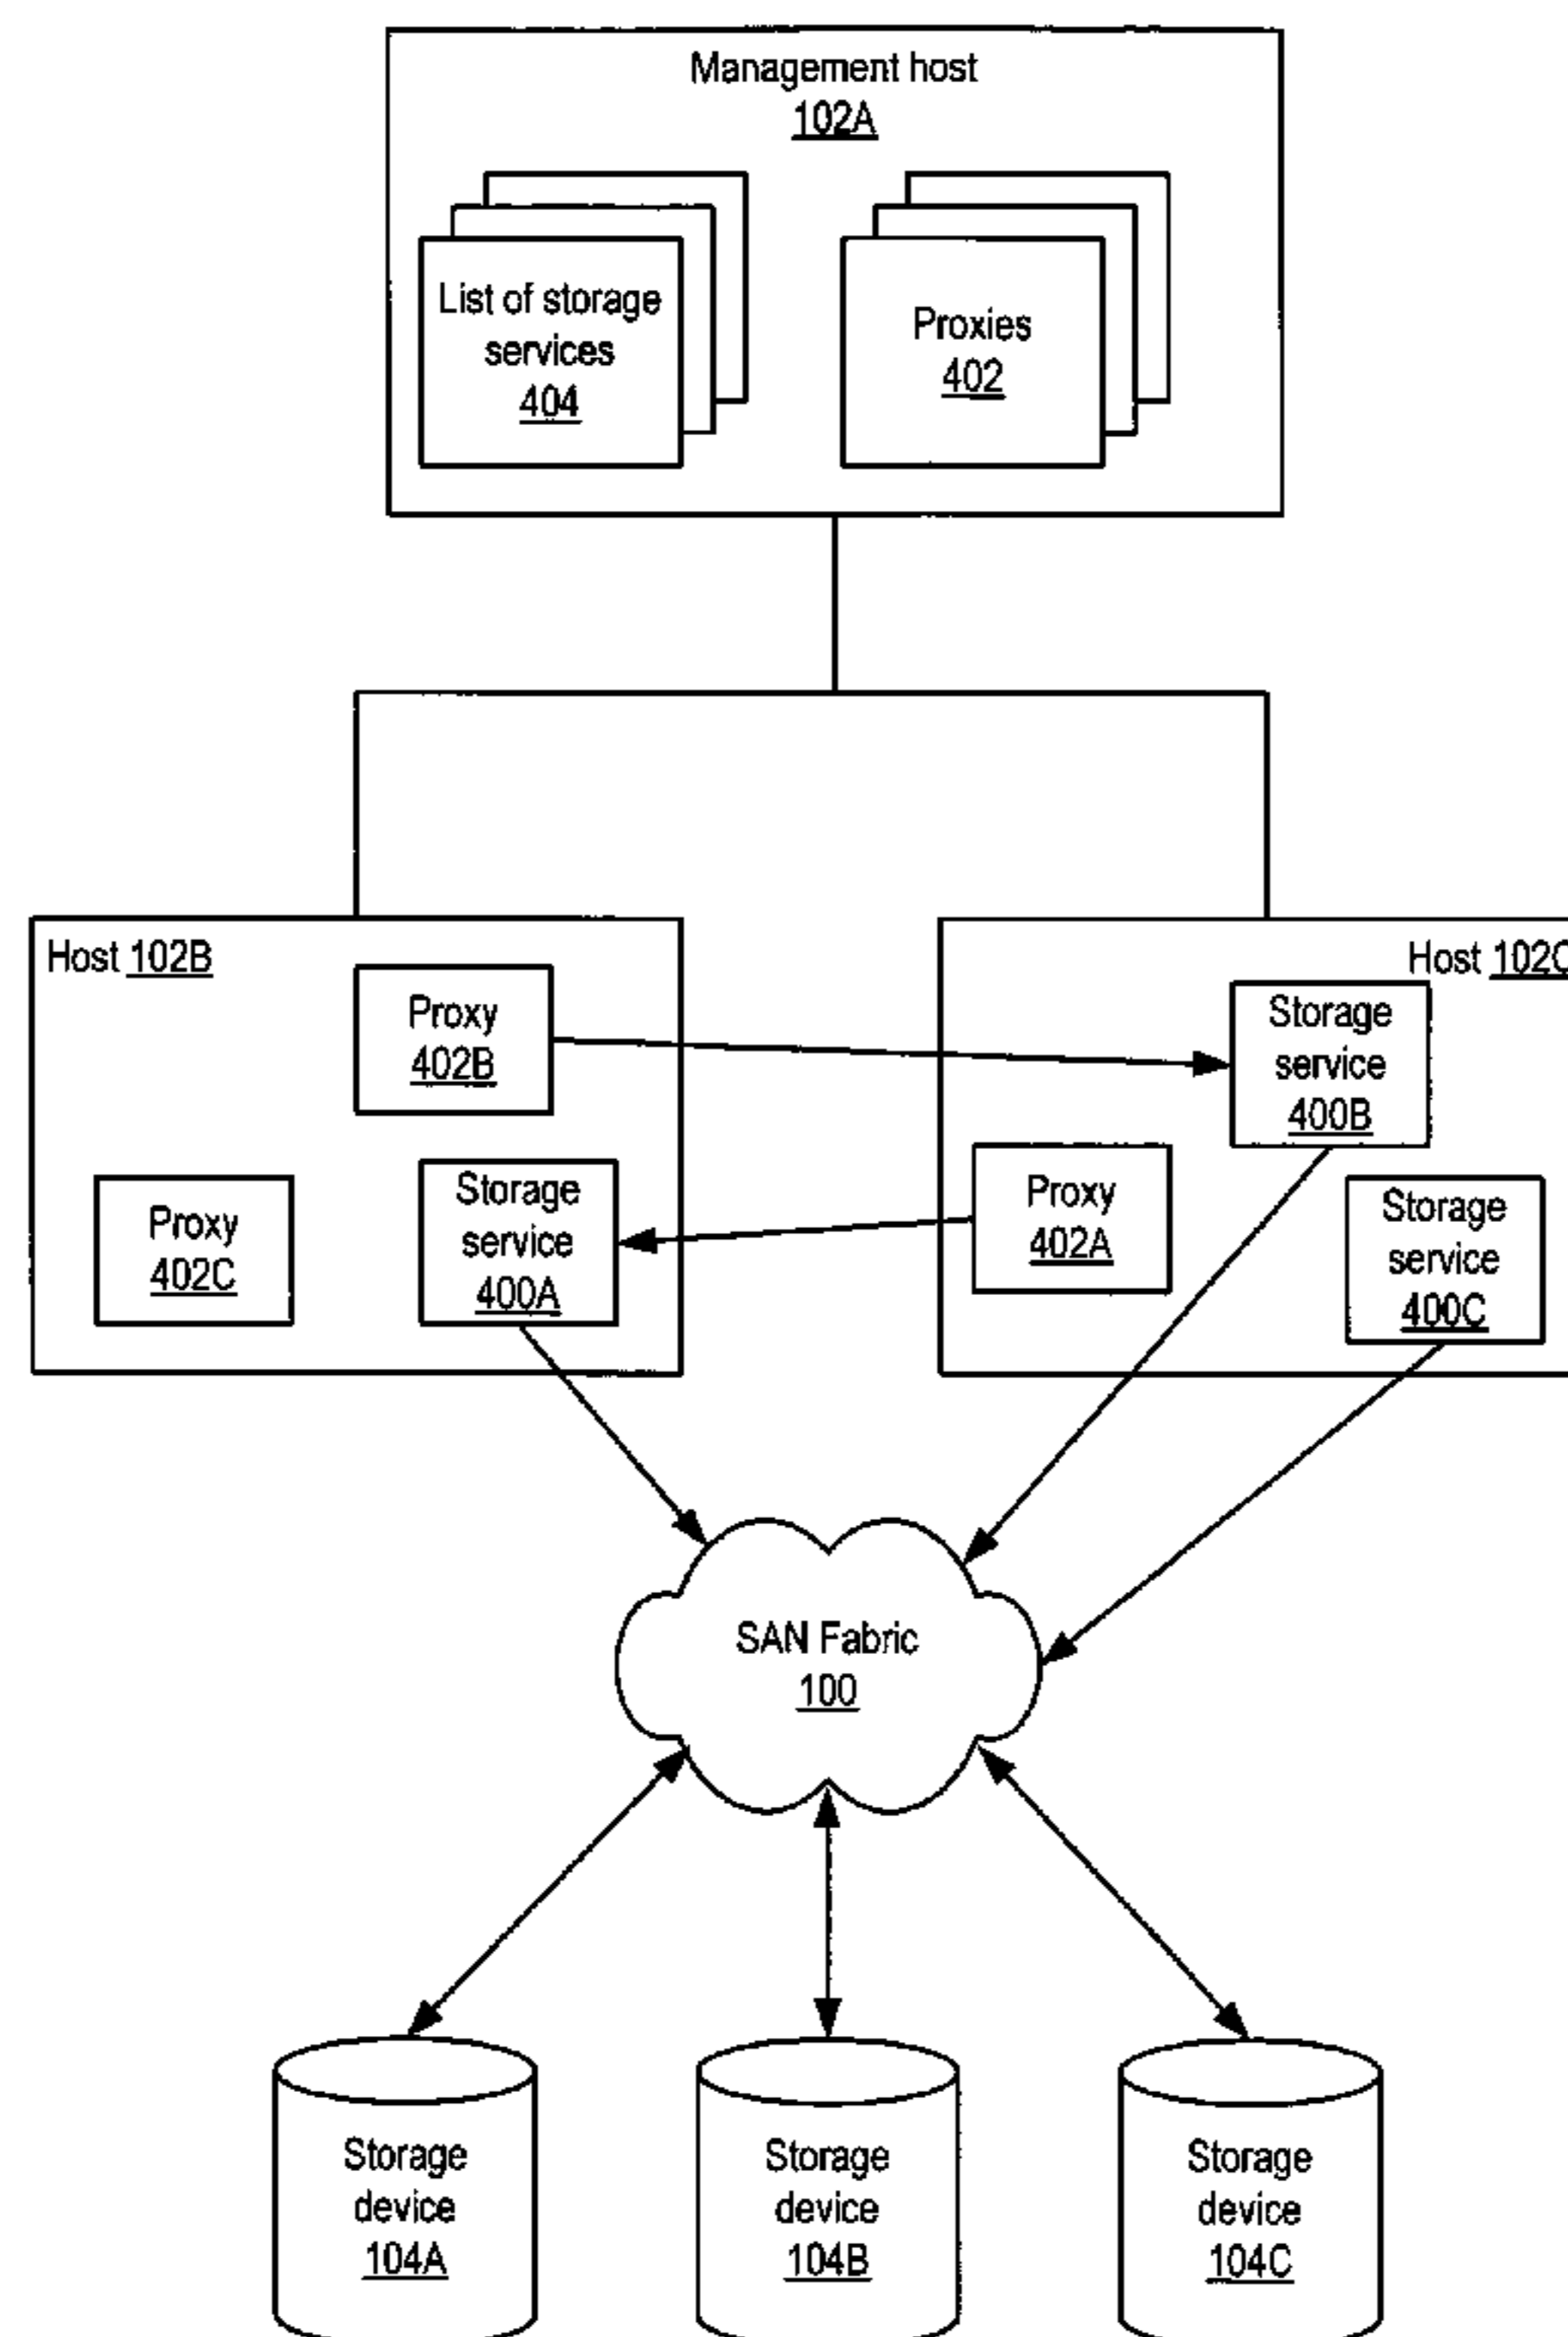 Management host
102A
List of storage
services
404
Proxies
402
Host 102B
Proxy
402B
Proxy
402C
Storage
service
400A
Host 102C
Storage
service
400B
Proxy
402A
Storage
service
400C
SAN Fabric
100
Storage
device
104A
Storage
device
104B
Storage
device
104C